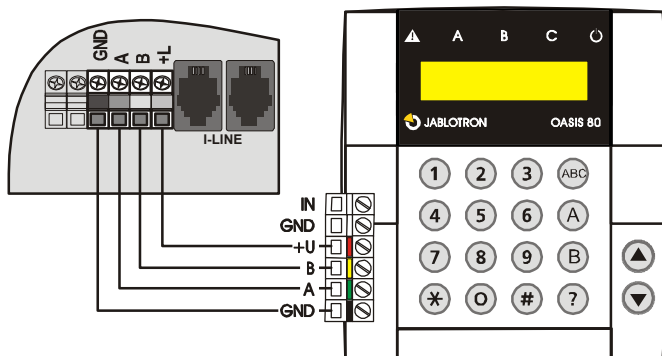 GND A B +L
I-LINE
A B C
JABLOTRON OASIS 80
1 2 3 ABC
4 5 6 A
7 8 9 B
* 0 # ?
IN
GND
+U
B
A
GND